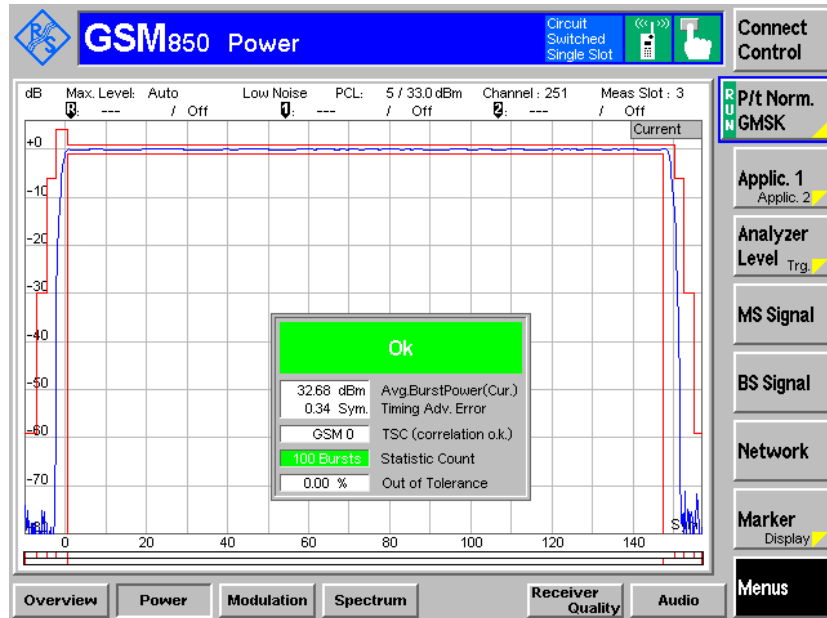 R&S GSM850 Power
Circuit Switched Single Slot
Connect Control
dB Max. Level: Auto Low Noise PCL: 5 / 33.0 dBm Channel : 251 Meas Slot : 3
R: --- / Off 1: --- / Off 2: --- / Off
Current
RUN P/t Norm. GMSK
+0
-10
-20
-30
-40
-50
-60
-70
-80
Applic. 1
Applic. 2
Analyzer Level Trg.
MS Signal
BS Signal
Network
Marker
Display
Menus
Ok
32.68 dBm Avg.BurstPower(Cur.)
0.34 Sym. Timing Adv. Error
GSM 0 TSC (correlation o.k.)
100 Bursts Statistic Count
0.00 % Out of Tolerance
0 20 40 60 80 100 120 140
Overview Power Modulation Spectrum Receiver Quality Audio